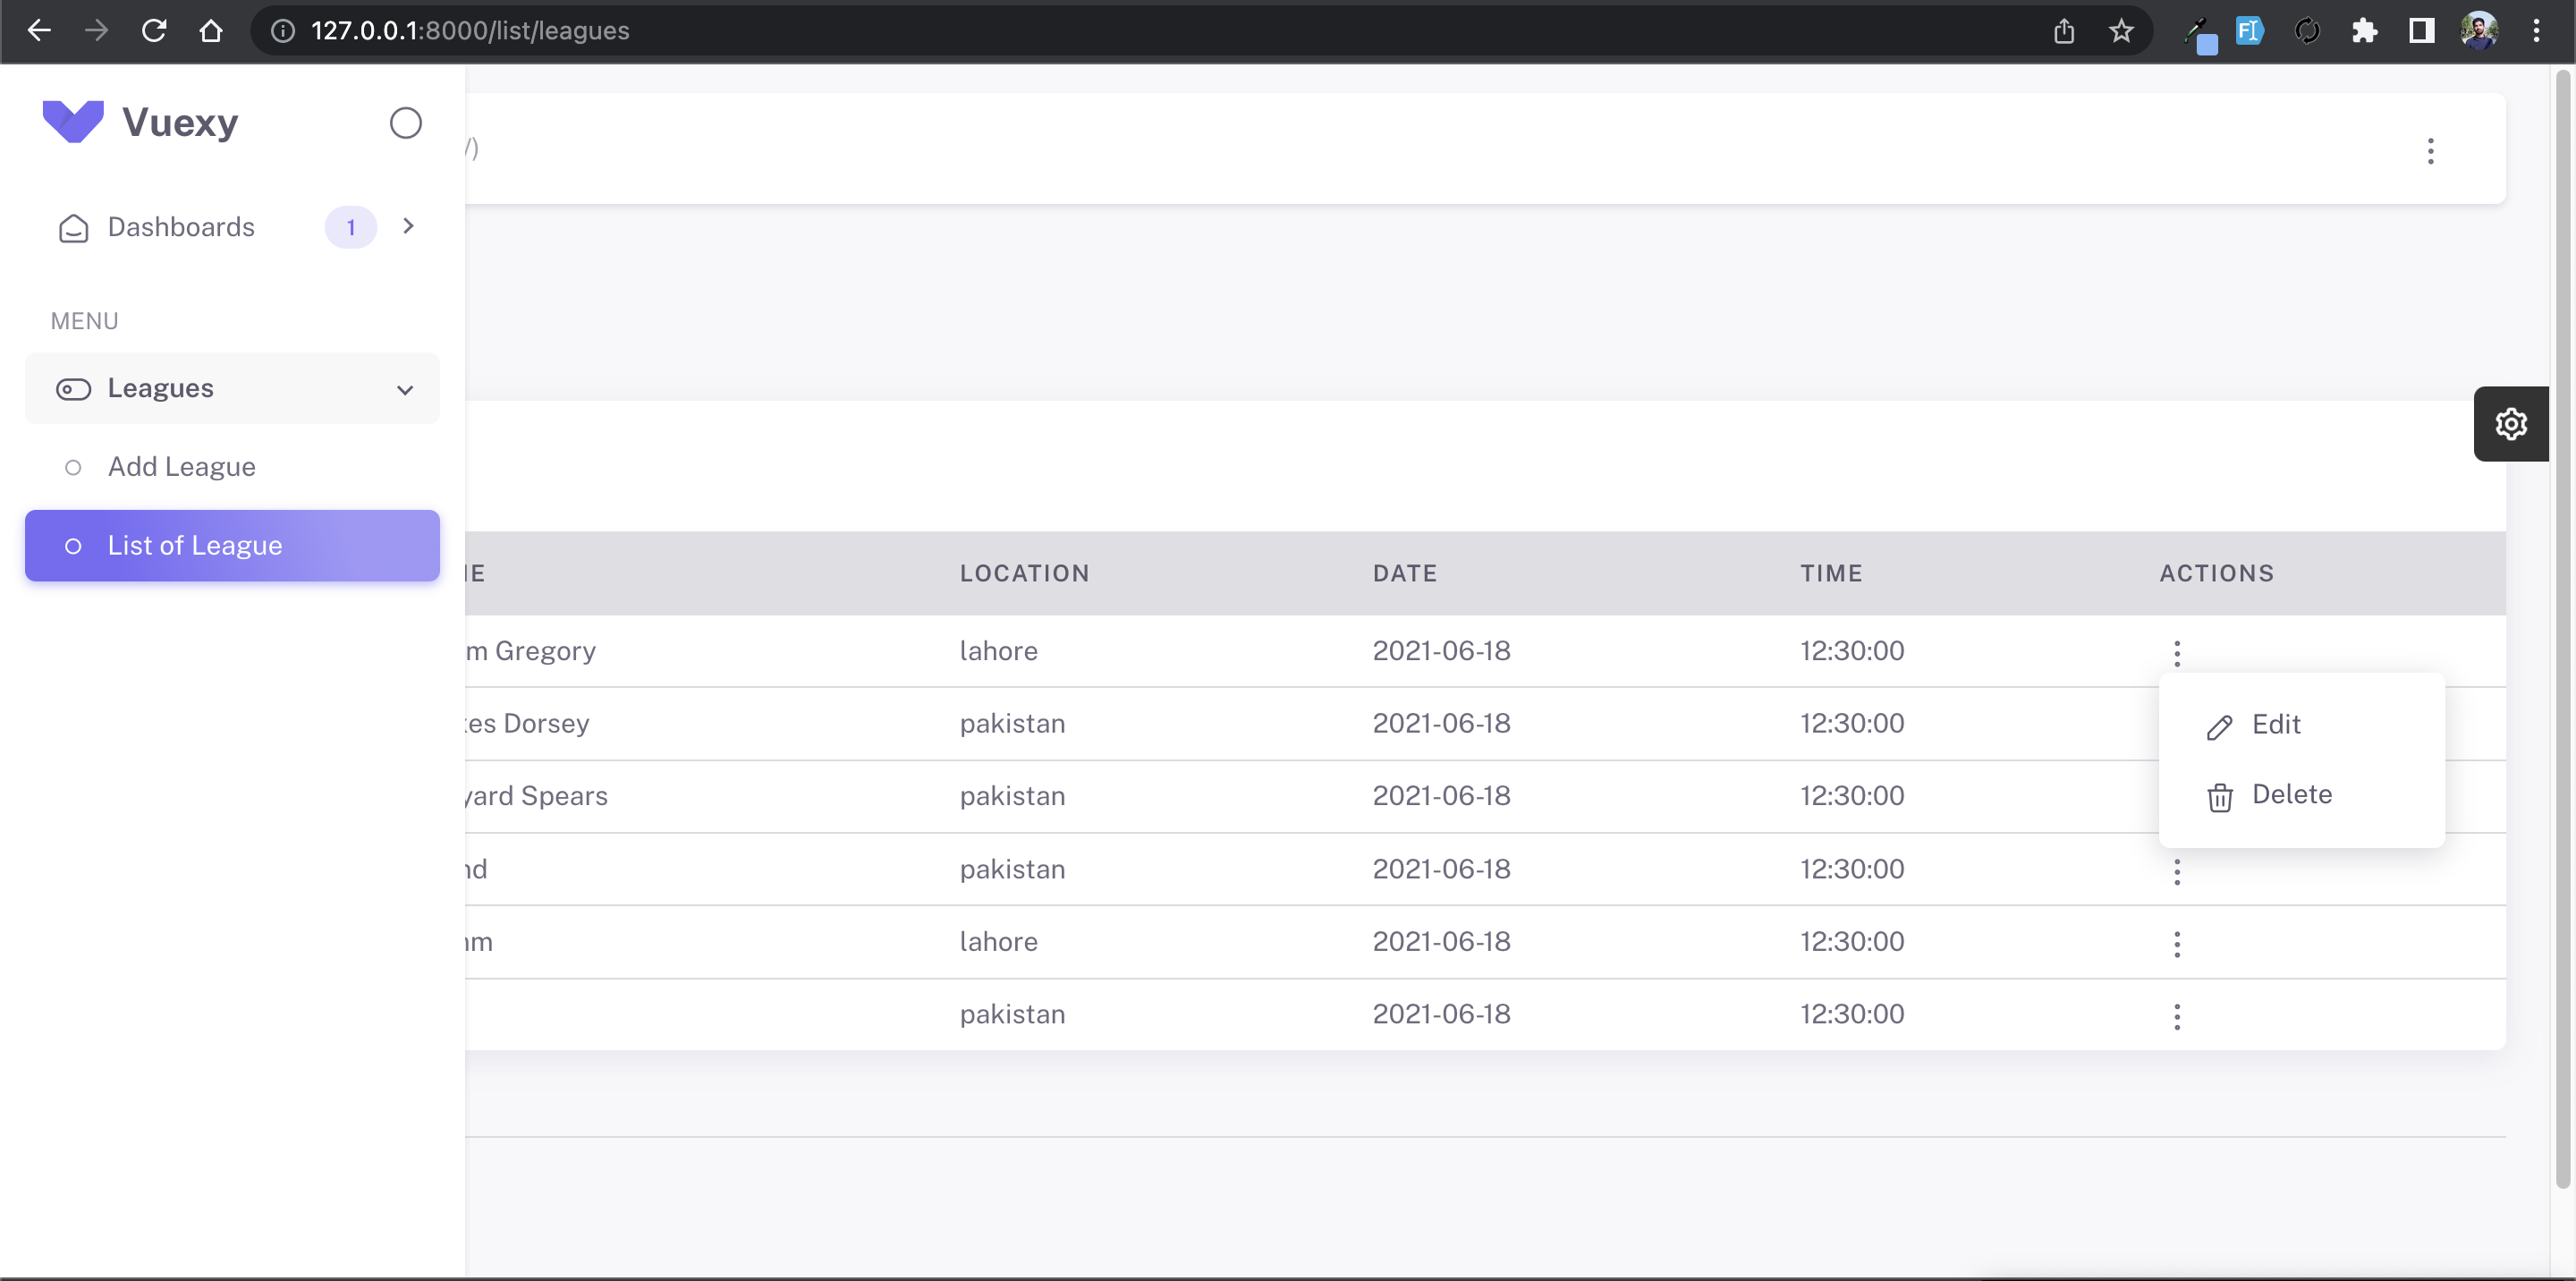 127.0.0.1:8000/list/leagues
Vuexy
/)
Dashboards 1
MENU
Leagues
Add League
List of League
LOCATION DATE TIME ACTIONS
m Gregory lahore 2021-06-18 12:30:00
es Dorsey pakistan 2021-06-18 12:30:00
Edit
yard Spears pakistan 2021-06-18 12:30:00
Delete
nd pakistan 2021-06-18 12:30:00
lahore 2021-06-18 12:30:00
pakistan 2021-06-18 12:30:00